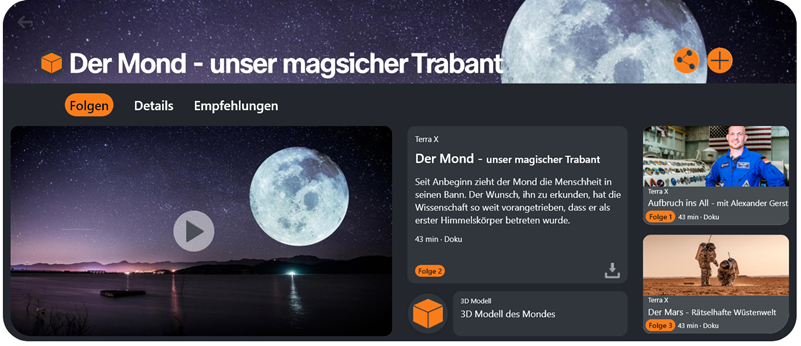 Der Mond - unser magsicher Trabant
Folgen
Details
Empfehlungen
Terra X
Der Mond - unser magischer Trabant
Seit Anbeginn zieht der Mond die Menschheit in
seinen Bann. Der Wunsch, ihn zu erkunden, hat die
Wissenschaft so weit vorangetrieben, dass er als
erster Himmelskörper betreten wurde.
43 min · Doku
Folge 2
3D Modell
3D Modell des Mondes
Terra X
Aufbruch ins All - mit Alexander Gerst
Folge 1 43 min · Doku
Terra X
Der Mars - Rätselhafte Wüstenwelt
Folge 3 43 min · Doku